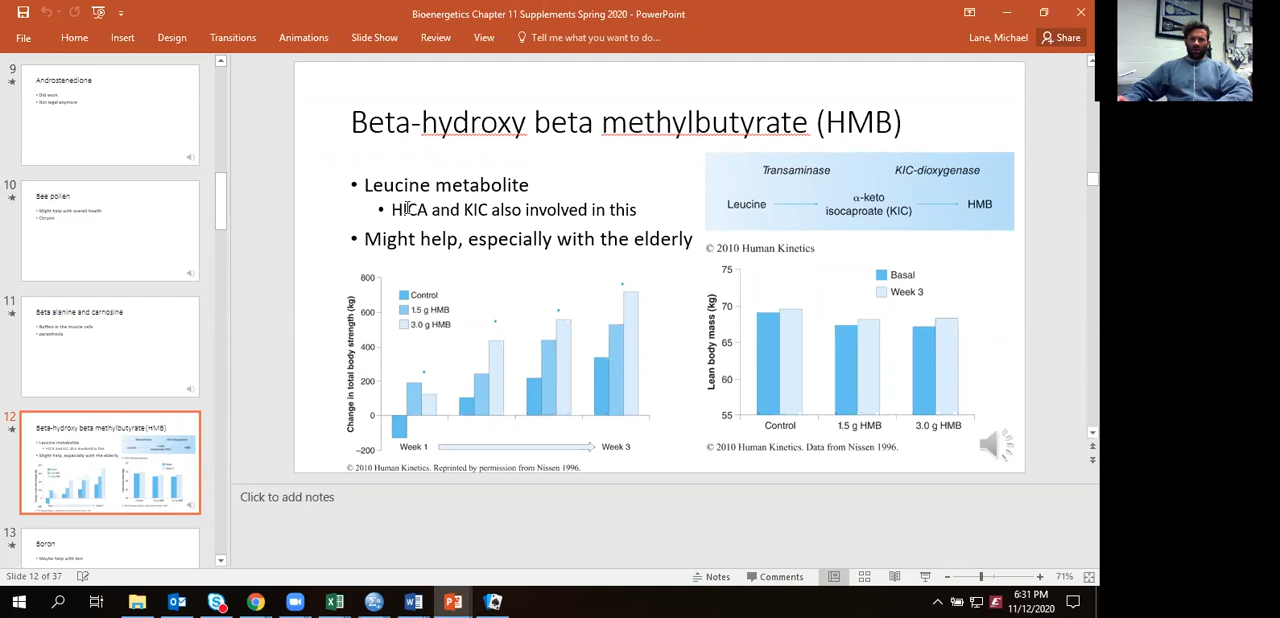 Bioenergetics Chapter 11 Supplements Spring 2020 - PowerPoint
File Home Insert Design Transitions Animations Slide Show Review View Tell me what you want to do... Lane, Michael Share
9
Androstenedione
Did work
Not legal anymore
10
Bee pollen
Might help with overall health
Chrysin
11
Beta alanine and carnosine
Buffers in the muscle cells
parasthesia
12
Beta-hydroxy beta methylbutyrate (HMB)
Leucine metabolite
HICA and KIC also involved in this
Might help, especially with the elderly
13
Boron
Maybe help with test
Beta-hydroxy beta methylbutyrate (HMB)
• Leucine metabolite
• HICA and KIC also involved in this
• Might help, especially with the elderly
Transaminase KIC-dioxygenase
Leucine α-keto isocaproate (KIC) HMB
© 2010 Human Kinetics
Change in total body strength (kg)
800
600
400
200
0
−200
Control
1.5 g HMB
3.0 g HMB
Week 1 Week 3
© 2010 Human Kinetics. Reprinted by permission from Nissen 1996.
Lean body mass (kg)
75
70
65
60
55
Basal
Week 3
Control 1.5 g HMB 3.0 g HMB
© 2010 Human Kinetics. Data from Nissen 1996.
Click to add notes
Slide 12 of 37 Notes Comments 71%
6:31 PM
11/12/2020